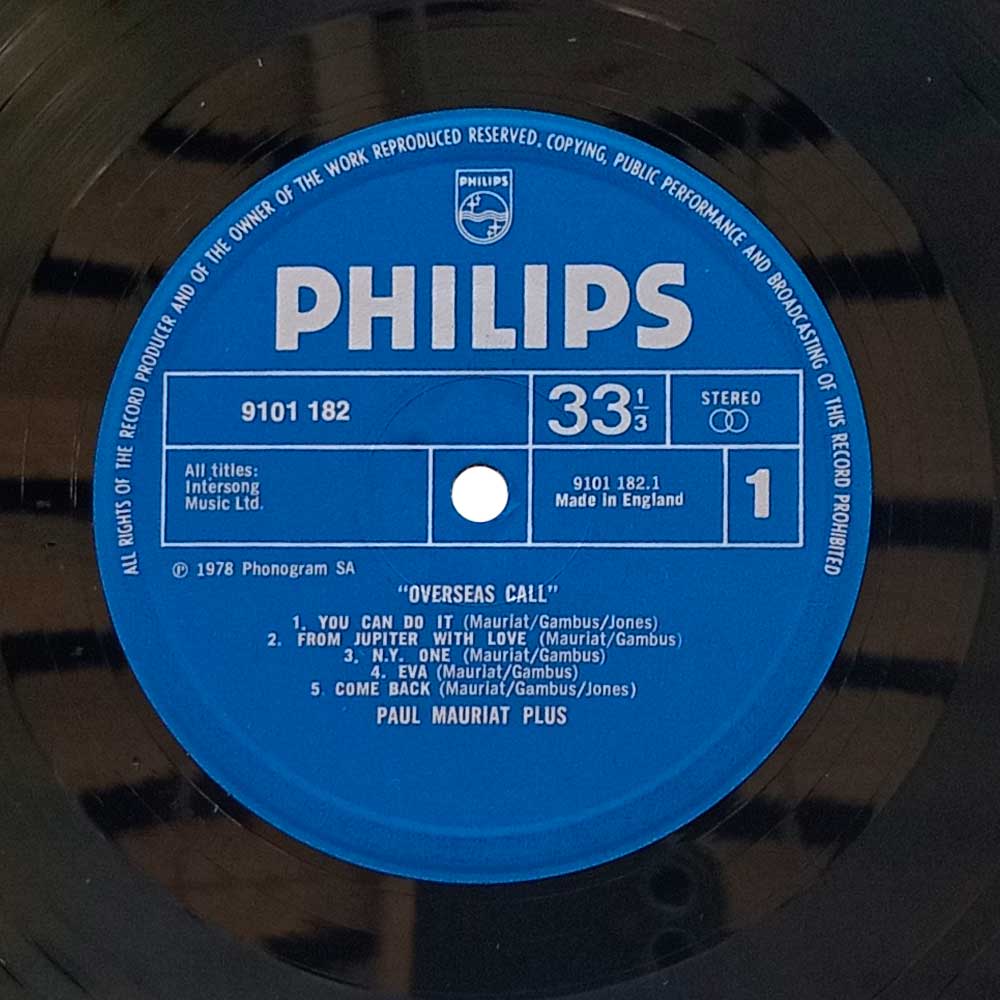 ALL RIGHTS OF THE RECORD PRODUCER AND OF THE OWNER OF THE WORK REPRODUCED RESERVED. COPYING, PUBLIC PERFORMANCE AND BROADCASTING OF THIS RECORD PROHIBITED
PHILIPS
PHILIPS
9101 182
33 1/3
STEREO
All titles:
Intersong
Music Ltd.
9101 182.1
Made in England
1
℗ 1978 Phonogram SA
"OVERSEAS CALL"
1. YOU CAN DO IT (Mauriat/Gambus/Jones)
2. FROM JUPITER WITH LOVE (Mauriat/Gambus)
3. N.Y. ONE (Mauriat/Gambus)
4. EVA (Mauriat/Gambus)
5 COME BACK (Mauriat/Gambus/Jones)
PAUL MAURIAT PLUS